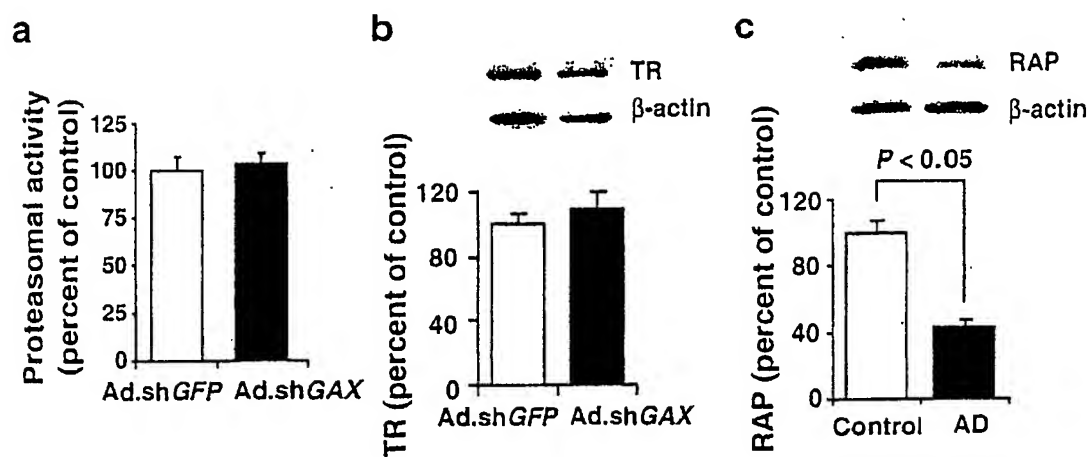 a
Proteasomal activity
(percent of control)
125
100
75
50
25
0
Ad.shGFP Ad.shGAX
b
TR
β-actin
TR (percent of control)
120
80
40
0
Ad.shGFP Ad.shGAX
c
RAP
β-actin
P < 0.05
RAP (percent of control)
120
80
40
0
Control AD